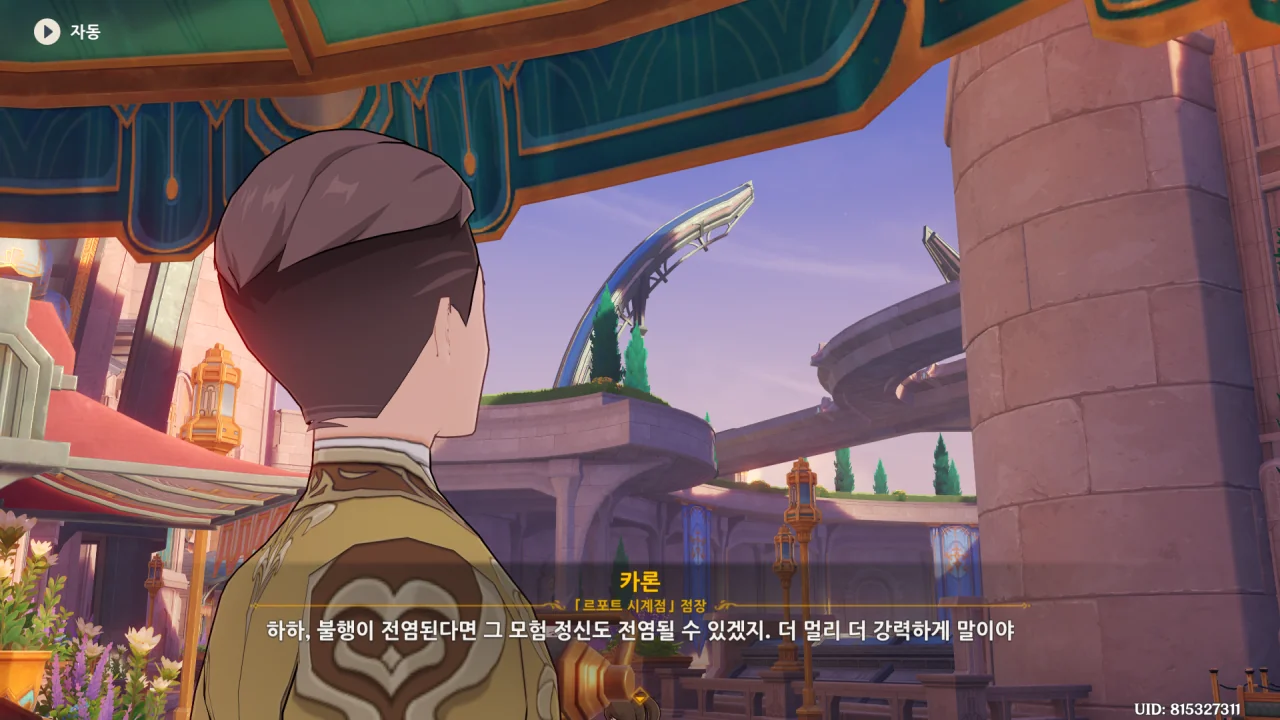 자동
카론
「르포트 시계점」 점장
하하, 불행이 전염된다면 그 모험 정신도 전염될 수 있겠지. 더 멀리 더 강력하게 말이야
UID: 815327311